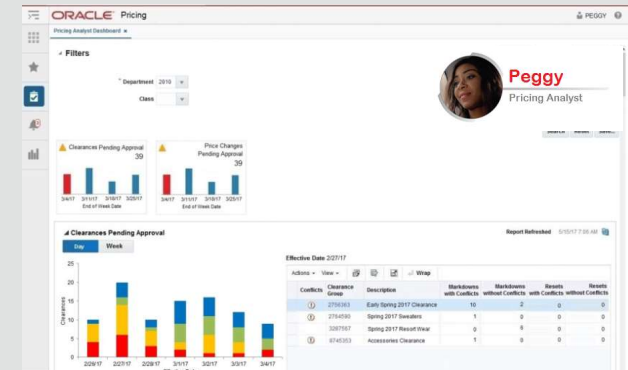 ORACLE Pricing
PEGGY
Pricing Analyst Dashboard
Filters
* Department 2810
Class
Peggy
Pricing Analyst
Clearances Pending Approval
39
3/4/17 3/11/17 3/18/17 3/25/17
End of Week Date
Price Changes
Pending Approval
39
3/4/17 3/11/17 3/18/17 3/25/17
End of Week Date
Clearances Pending Approval
Report Refreshed 5/15/17 7:05 AM
Day Week
Clearances
25
20
15
10
5
0
2/26/17 2/27/17 2/28/17 3/1/17 3/2/17 3/3/17 3/4/17
Effective Date 2/27/17
Actions View Wrap
Conflicts Clearance Group Description Markdowns with Conflicts Markdowns without Conflicts Resets with Conflicts Resets without Conflicts
2756363 Early Spring 2017 Clearance 10 2 0 0
2764580 Spring 2017 Sweaters 1 0 0 0
3287567 Spring 2017 Resort Wear 0 6 0 0
8745353 Accessories Clearance 1 0 0 0